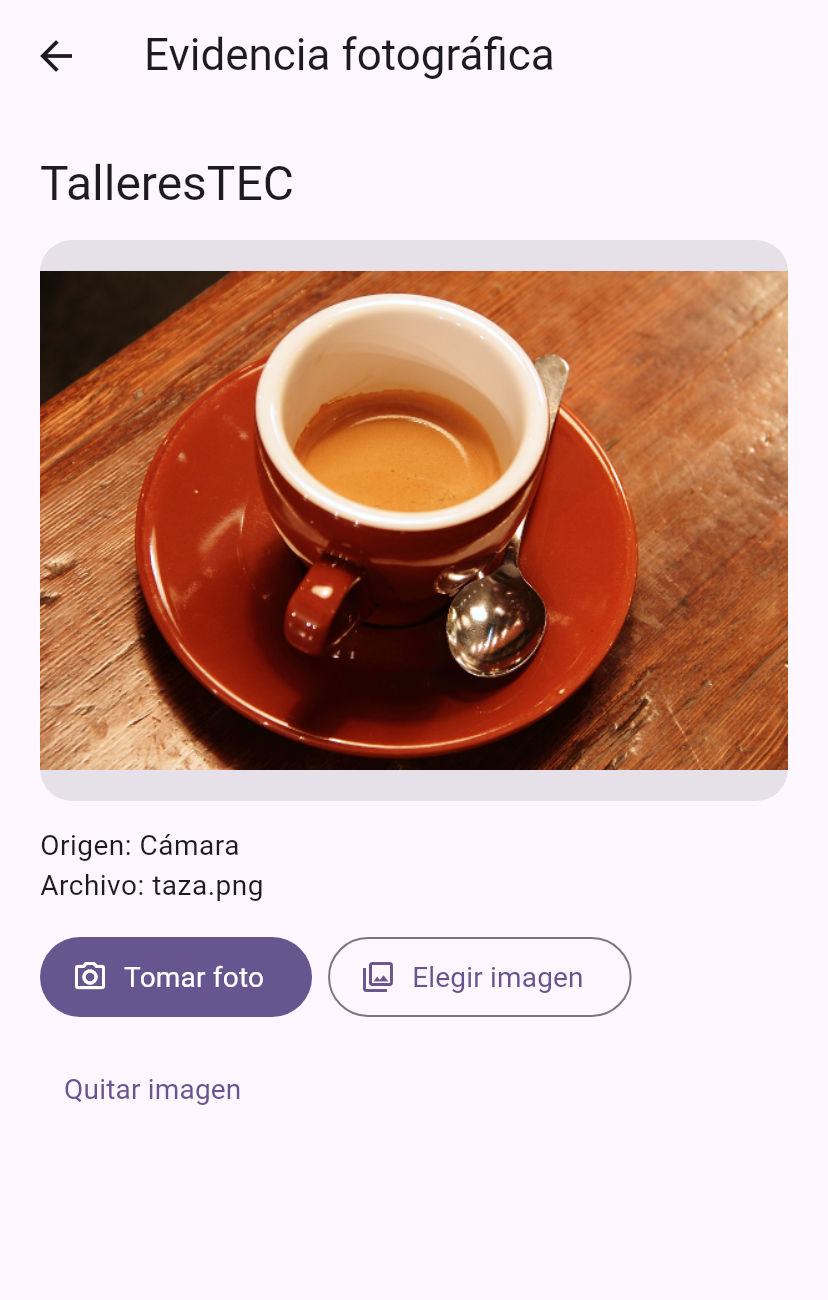 Evidencia fotográfica
TalleresTEC
Origen: Cámara
Archivo: taza.png
Tomar foto
Elegir imagen
Quitar imagen